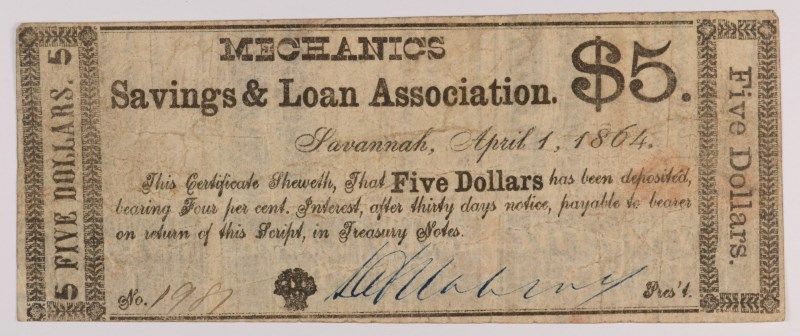 MECHANICS
Savings & Loan Association.
$5.
Savannah, April 1, 1864.
This Certificate Sheweth, That Five Dollars has been deposited,
bearing Four per cent. Interest, after thirty days notice, payable to bearer
on return of this Script, in Treasury Notes.
No.
Pres't.
5 FIVE DOLLARS. 5
Five Dollars.